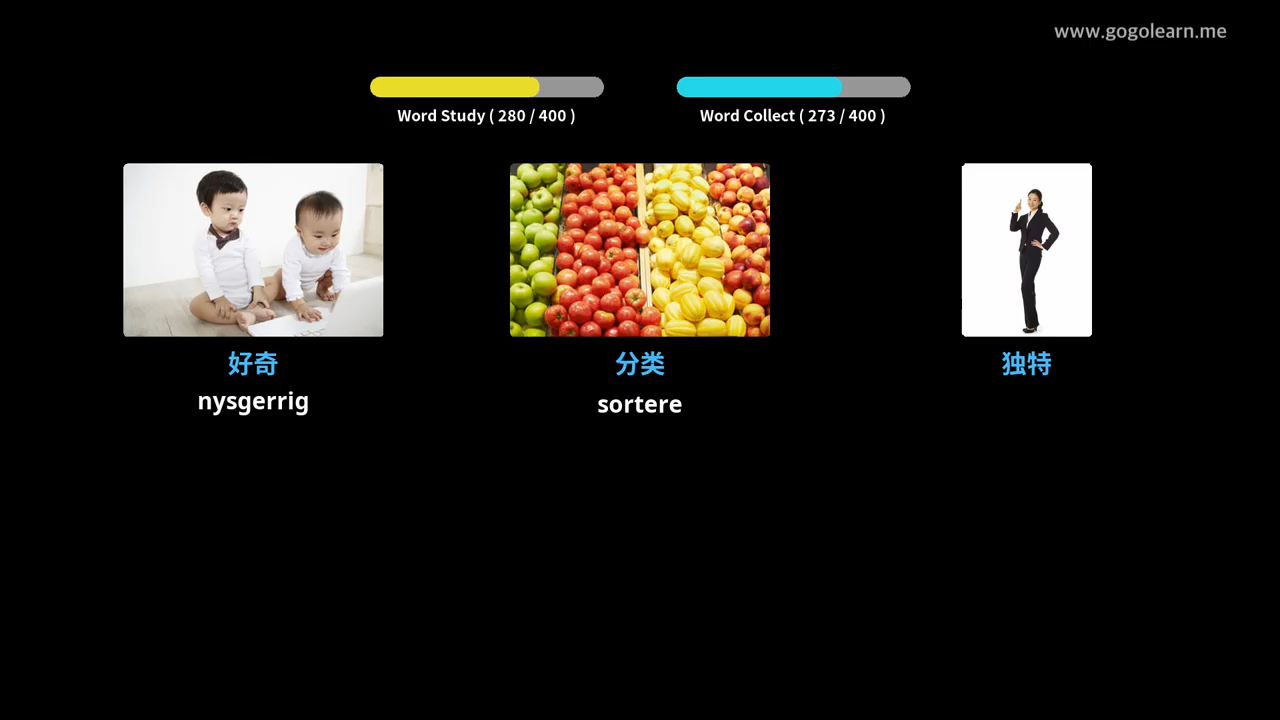 www.gogolearn.me
Word Study ( 280 / 400 )
Word Collect ( 273 / 400 )
好奇
nysgerrig
分类
sortere
独特